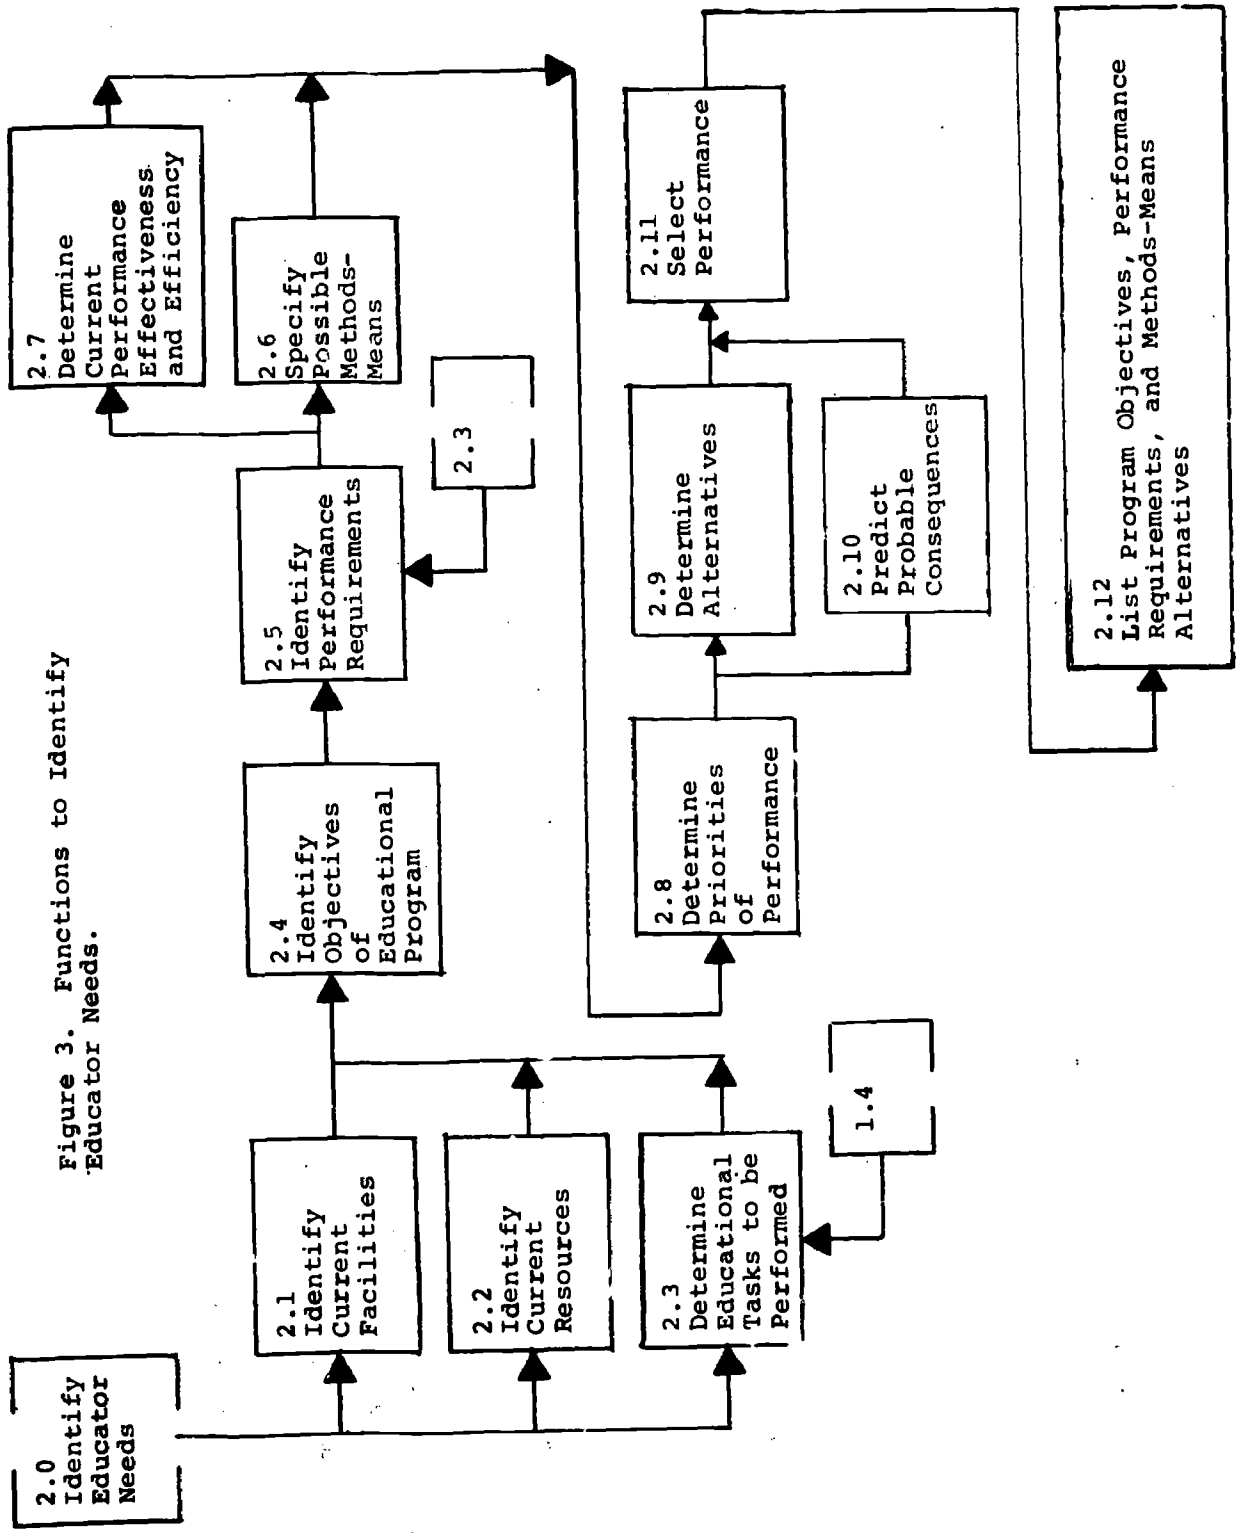 Figure 3. Functions to Identify
Educator Needs.
2.0
Identify
Educator
Needs
2.1
Identify
Current
Facilities
2.2
Identify
Current
Resources
2.3
Determine
Educational
Tasks to be
Performed
1.4
2.4
Identify
Objectives
of
Educational
Program
2.5
Identify
Performance
Requirements
2.3
2.6
Specify
Possible
Methods-
Means
2.7
Determine
Current
Performance
Effectiveness
and Efficiency
2.8
Determine
Priorities
of
Performance
2.9
Determine
Alternatives
2.10
Predict
Probable
Consequences
2.11
Select
Performance
2.12
List Program Objectives, Performance
Requirements, and Methods-Means
Alternatives